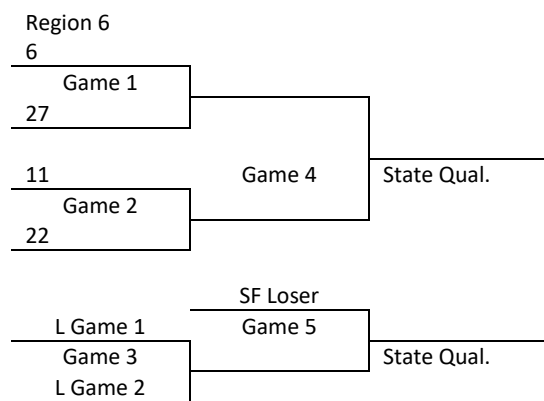 Region 6
6
Game 1
27
11
Game 4
State Qual.
Game 2
22
SF Loser
L Game 1
Game 5
Game 3
State Qual.
L Game 2